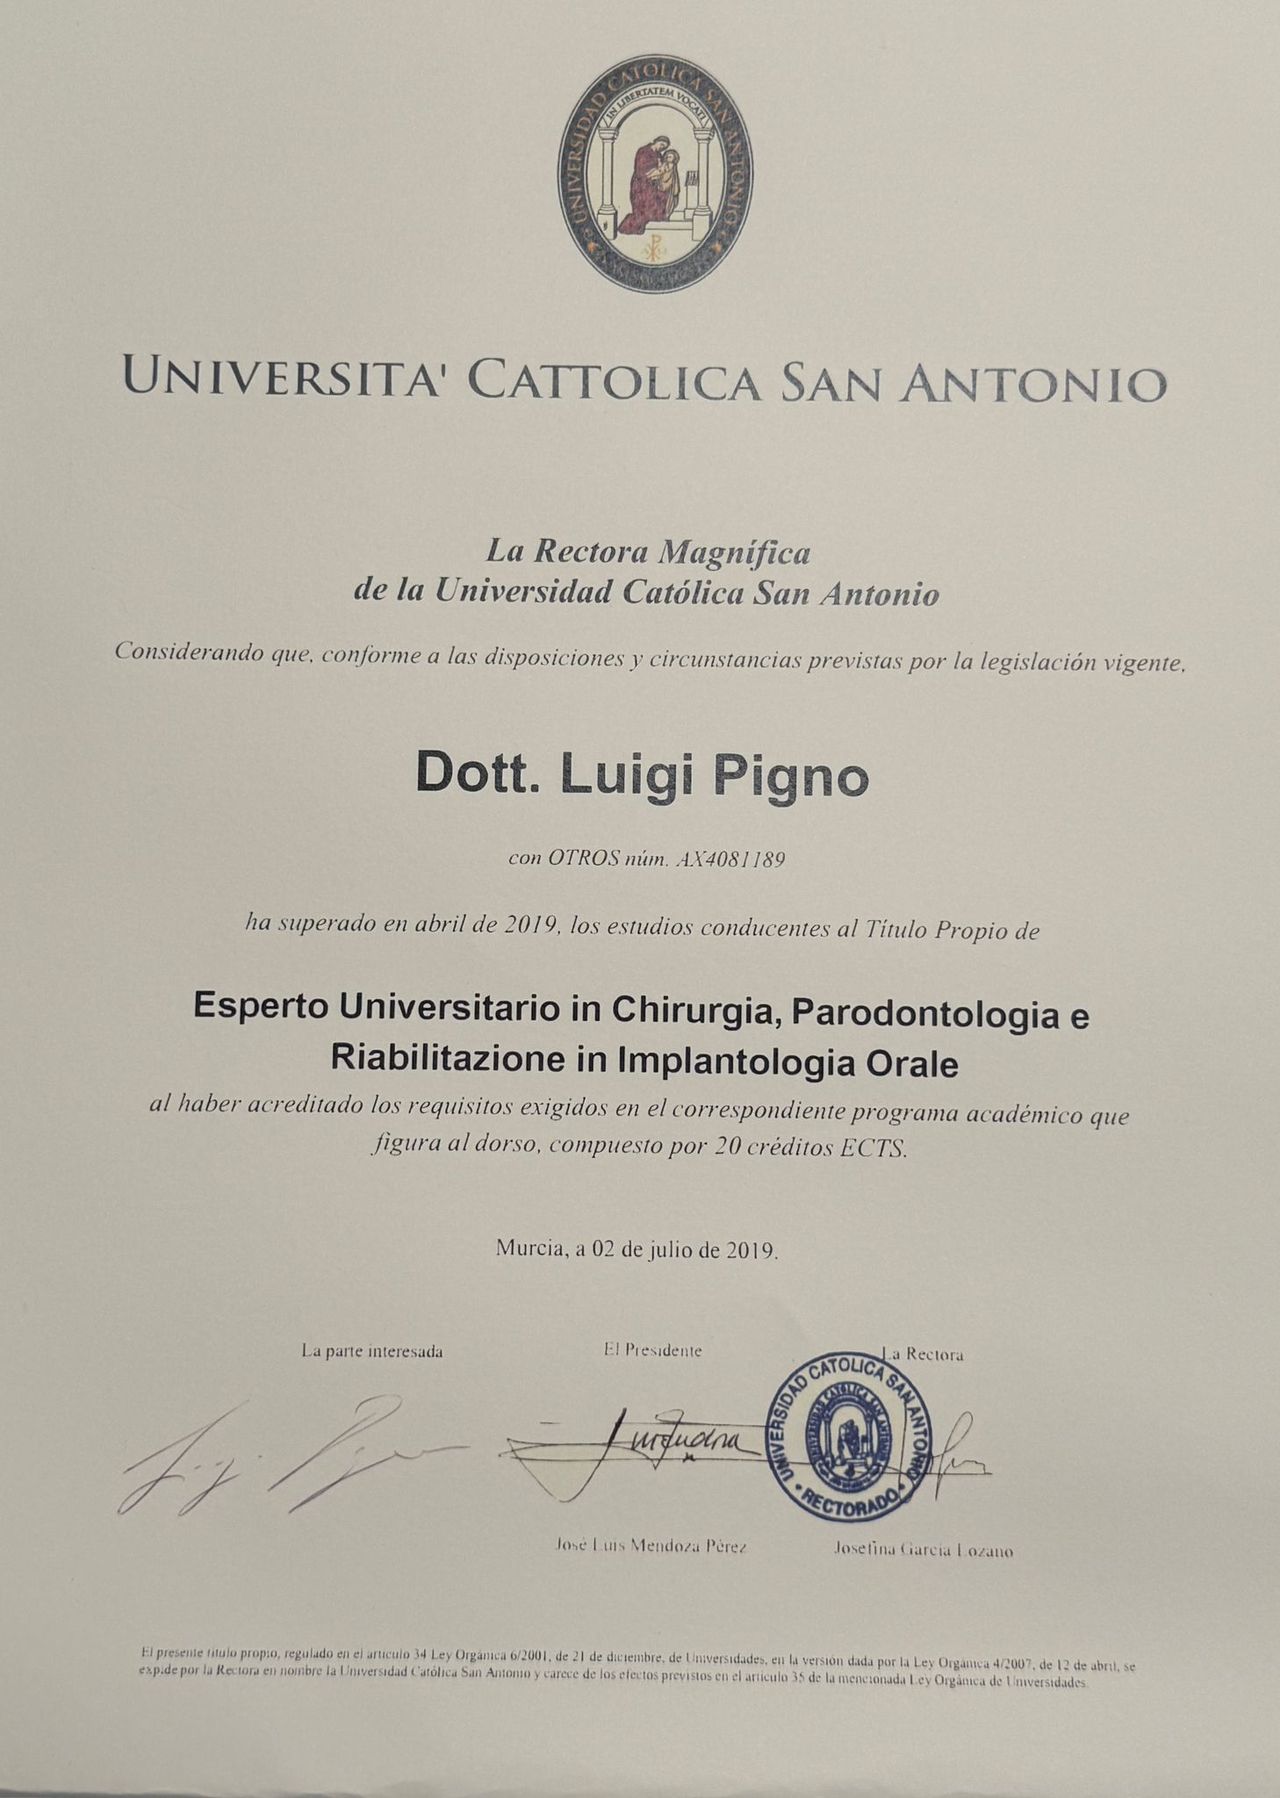 UNIVERSIDAD CATOLICA SAN ANTONIO
IN LIBERTATEM VOCATI
UNIVERSITA' CATTOLICA SAN ANTONIO
La Rectora Magnífica
de la Universidad Católica San Antonio
Considerando que, conforme a las disposiciones y circunstancias previstas por la legislación vigente,
Dott. Luigi Pigno
con OTROS núm. AX4081189
ha superado en abril de 2019, los estudios conducentes al Título Propio de
Esperto Universitario in Chirurgia, Parodontologia e
Riabilitazione in Implantologia Orale
al haber acreditado los requisitos exigidos en el correspondiente programa académico que
figura al dorso, compuesto por 20 créditos ECTS.
Murcia, a 02 de julio de 2019.
La parte interesada
El Presidente
La Rectora
UNIVERSIDAD CATOLICA SAN ANTONIO
RECTORADO
José Luis Mendoza Pérez
Josefina García Lozano
El presente título propio, regulado en el artículo 34 Ley Orgánica 6/2001, de 21 de diciembre, de Universidades, en la versión dada por la Ley Orgánica 4/2007, de 12 de abril, se
expide por la Rectora en nombre la Universidad Católica San Antonio y carece de los efectos previstos en el artículo 35 de la mencionada Ley Orgánica de Universidades.